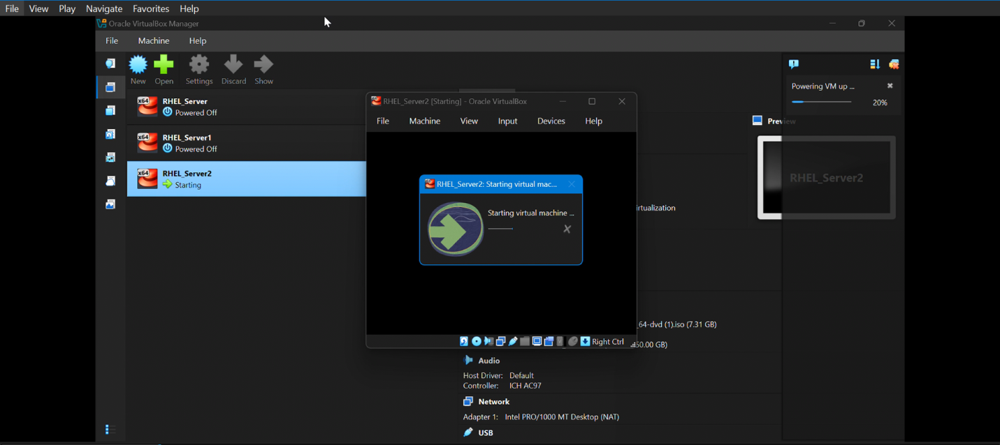 File View Play Navigate Favorites Help
Oracle VirtualBox Manager
File Machine Help
New Open Settings Discard Show
x64 RHEL_Server
Powered Off
x64 RHEL_Server1
Powered Off
x64 RHEL_Server2
Starting
RHEL_Server2 [Starting] - Oracle VirtualBox
File Machine View Input Devices Help
RHEL_Server2: Starting virtual mac...
Starting virtual machine ...
Right Ctrl
Powering VM up ...
20%
Preview
RHEL_Server2
irtualization
64-dvd (1).iso (7.31 GB)
50.00 GB)
Audio
Host Driver: Default
Controller: ICH AC97
Network
Adapter 1: Intel PRO/1000 MT Desktop (NAT)
USB